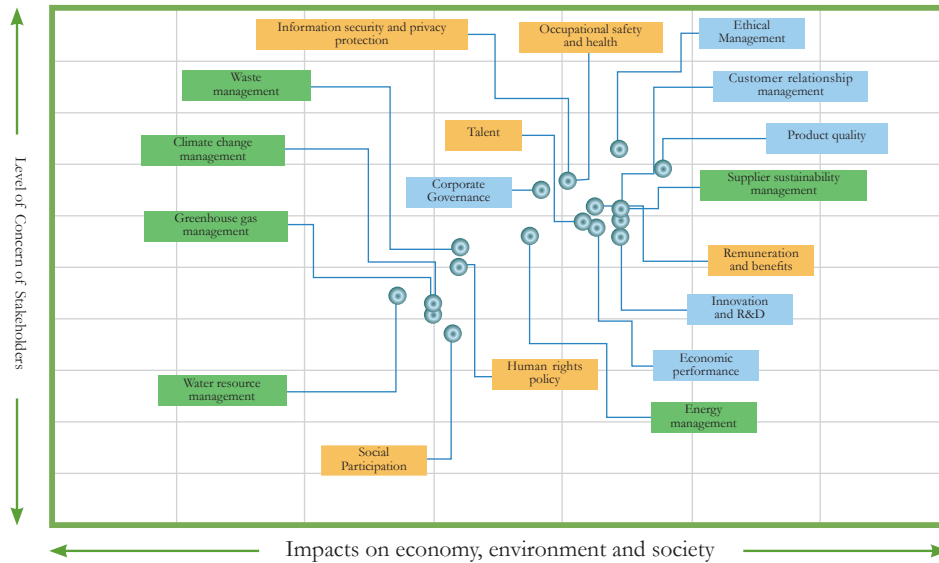 Information security and privacy
protection
Occupational safety
and health
Ethical
Management
Waste
management
Customer relationship
management
Talent
Product quality
Climate change
management
Corporate
Governance
Supplier sustainability
management
Greenhouse gas
management
Remuneration
and benefits
Innovation
and R&D
Human rights
policy
Economic
performance
Water resource
management
Energy
management
Social
Participation
Level of Concern of Stakeholders
Impacts on economy, environment and society